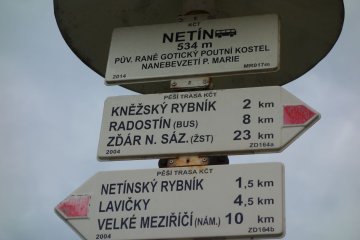 KČT
NETÍN
534 m
PŮV. RANĚ GOTICKÝ POUTNÍ KOSTEL
NANEBEVZETÍ P. MARIE
2014 MR017m
PĚŠÍ TRASA KČT
KNĚŽSKÝ RYBNÍK 2 km
RADOSTÍN (BUS) 8 km
ZĎÁR N. SÁZ. (ŽST) 23 km
2004 ZD164a
PĚŠÍ TRASA KČT
NETÍNSKÝ RYBNÍK 1,5 km
LAVIČKY 4,5 km
VELKÉ MEZIŘÍČÍ (NÁM.) 10 km
2004 ZD164b